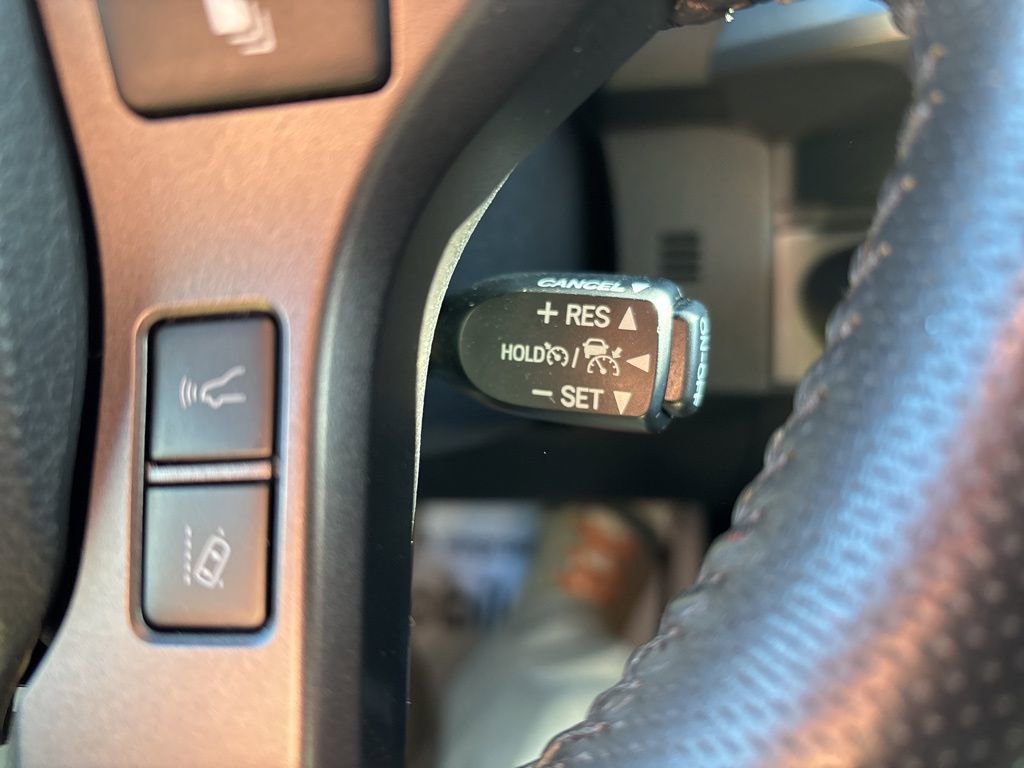 CANCEL ▼
+ RES ▲
HOLD / ◀
− SET ▼
ON·OFF